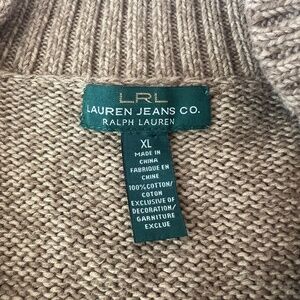 LRL
LAUREN JEANS CO.
RALPH LAUREN
XL
MADE IN
CHINA
FABRIQUE EN
CHINE
100%COTTON/
COTON
EXCLUSIVE OF
DECORATION/
GARNITURE
EXCLUE